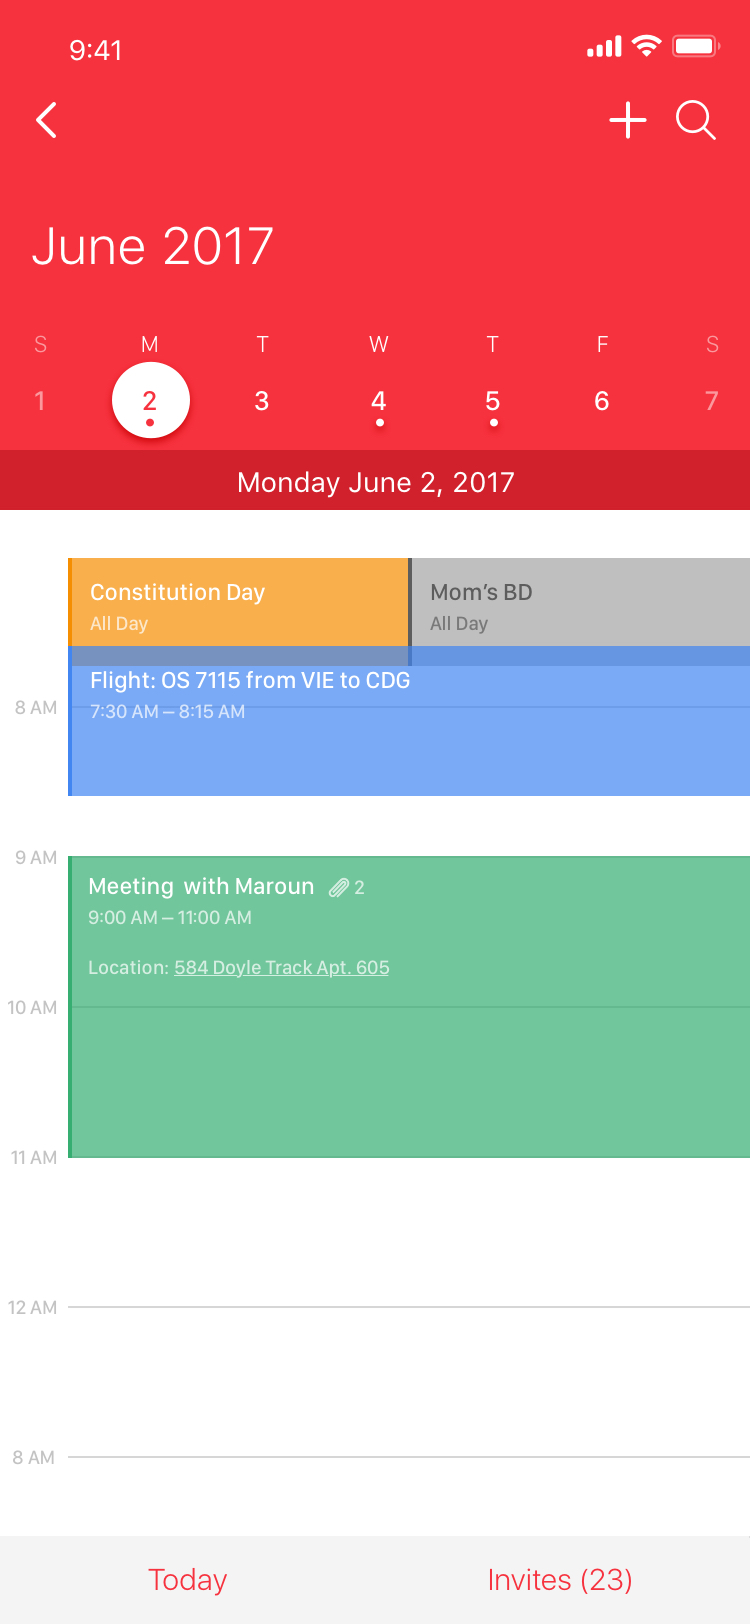 9:41
June 2017
S M T W T F S
1 2 3 4 5 6 7
Monday June 2, 2017
Constitution Day
All Day
Mom's BD
All Day
Flight: OS 7115 from VIE to CDG
8 AM
7:30 AM – 8:15 AM
9 AM
Meeting with Maroun 2
9:00 AM – 11:00 AM
Location: 584 Doyle Track Apt. 605
10 AM
11 AM
12 AM
8 AM
Today Invites (23)